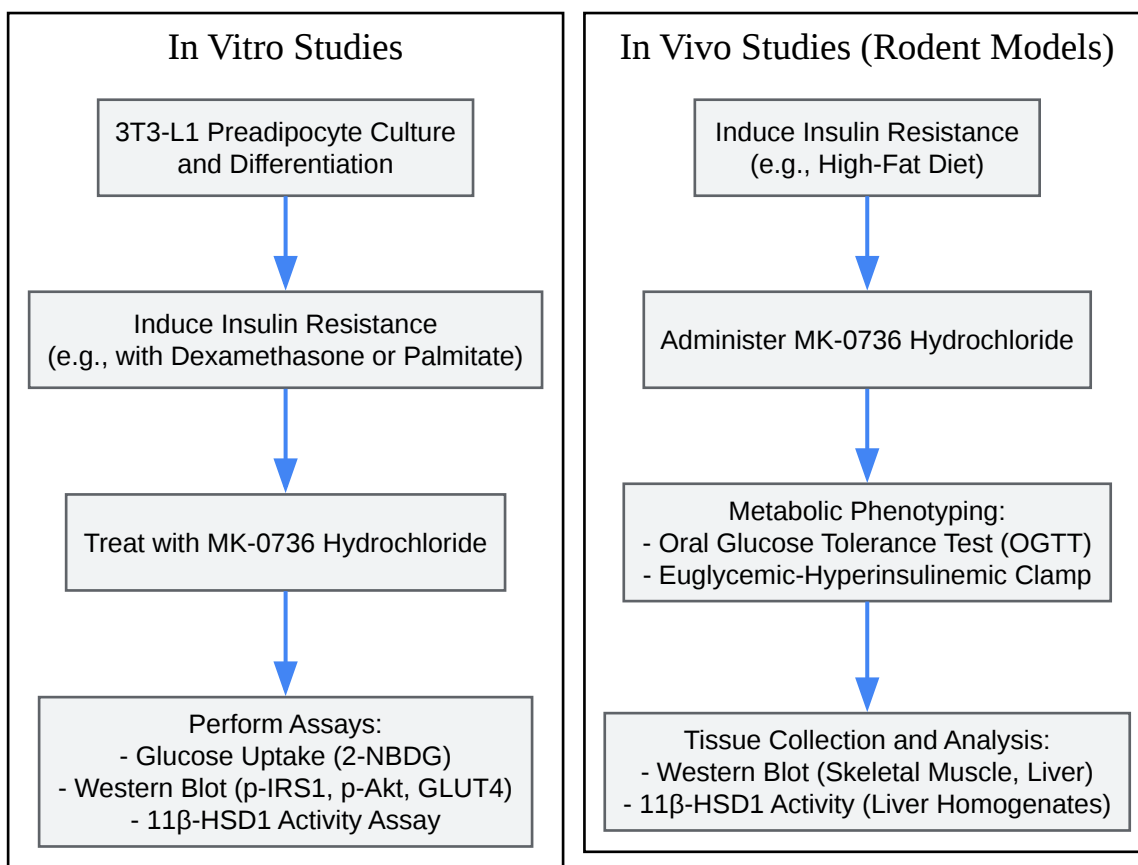 In Vitro Studies
3T3-L1 Preadipocyte Culture
and Differentiation
Induce Insulin Resistance
(e.g., with Dexamethasone or Palmitate)
Treat with MK-0736 Hydrochloride
Perform Assays:
- Glucose Uptake (2-NBDG)
- Western Blot (p-IRS1, p-Akt, GLUT4)
- 11β-HSD1 Activity Assay
In Vivo Studies (Rodent Models)
Induce Insulin Resistance
(e.g., High-Fat Diet)
Administer MK-0736 Hydrochloride
Metabolic Phenotyping:
- Oral Glucose Tolerance Test (OGTT)
- Euglycemic-Hyperinsulinemic Clamp
Tissue Collection and Analysis:
- Western Blot (Skeletal Muscle, Liver)
- 11β-HSD1 Activity (Liver Homogenates)